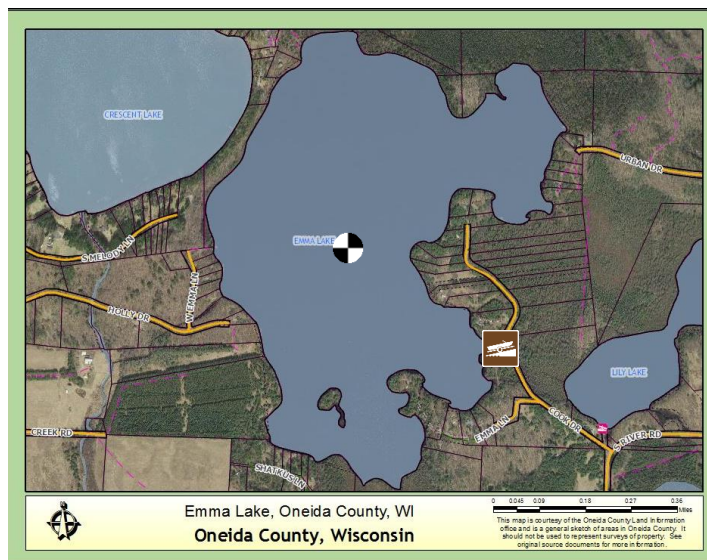 CRESCENT LAKE
URBAN DR
EMMA LAKE
S MELODY LN
W EMMA LN
HOLLY DR
LILY LAKE
COOK DR
EMMA LN
CREEK RD
S RIVER RD
SHATKUS LN
Emma Lake, Oneida County, WI
Oneida County, Wisconsin
0 0.045 0.09 0.18 0.27 0.36
Miles
This map is courtesy of the Oneida County Land Information
office and is a general sketch of areas in Oneida County. It
should not be used to represent surveys of property. See
original source documents for more information.